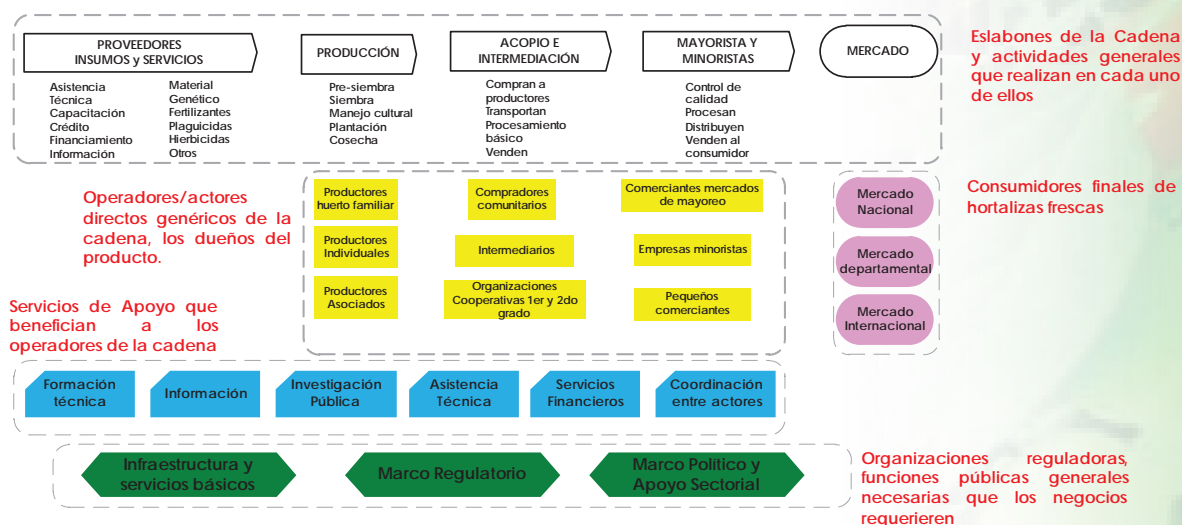 PROVEEDORES
INSUMOS y SERVICIOS
PRODUCCIÓN
ACOPIO E
INTERMEDIACIÓN
MAYORISTA Y
MINORISTAS
MERCADO
Eslabones de la Cadena
y actividades generales
que realizan en cada uno
de ellos
Asistencia
Técnica
Capacitación
Crédito
Financiamiento
Información
Material
Genético
Fertilizantes
Plaguicidas
Hierbicidas
Otros
Pre-siembra
Siembra
Manejo cultural
Plantación
Cosecha
Compran a
productores
Transportan
Procesamiento
básico
Venden
Control de
calidad
Procesan
Distribuyen
Venden al
consumidor
Operadores/actores
directos genéricos de la
cadena, los dueños del
producto.
Productores
huerto familiar
Compradores
comunitarios
Comerciantes mercados
de mayoreo
Productores
Individuales
Intermediarios
Empresas minoristas
Productores
Asociados
Organizaciones
Cooperativas 1er y 2do
grado
Pequeños
comerciantes
Mercado
Nacional
Mercado
departamental
Mercado
Internacional
Consumidores finales de
hortalizas frescas
Servicios de Apoyo que
benefician a los
operadores de la cadena
Formación
técnica
Información
Investigación
Pública
Asistencia
Técnica
Servicios
Financieros
Coordinación
entre actores
Infraestructura y
servicios básicos
Marco Regulatorio
Marco Político y
Apoyo Sectorial
Organizaciones reguladoras,
funciones públicas generales
necesarias que los negocios
requerieren